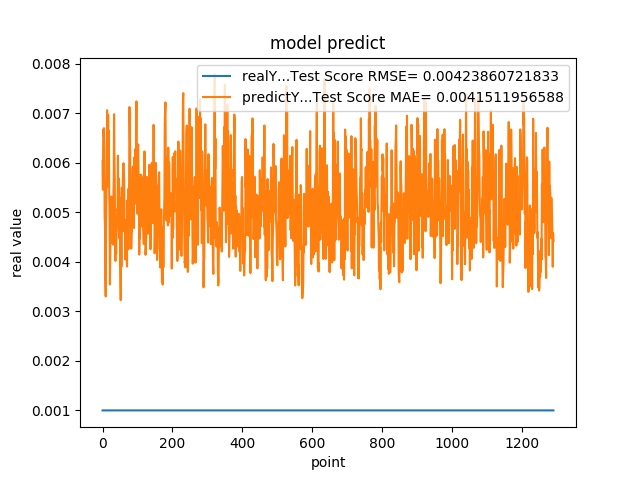 model predict
realY...Test Score RMSE= 0.00423860721833
predictY...Test Score MAE= 0.0041511956588
0.008
0.007
0.006
0.005
0.004
0.003
0.002
0.001
real value
0 200 400 600 800 1000 1200
point